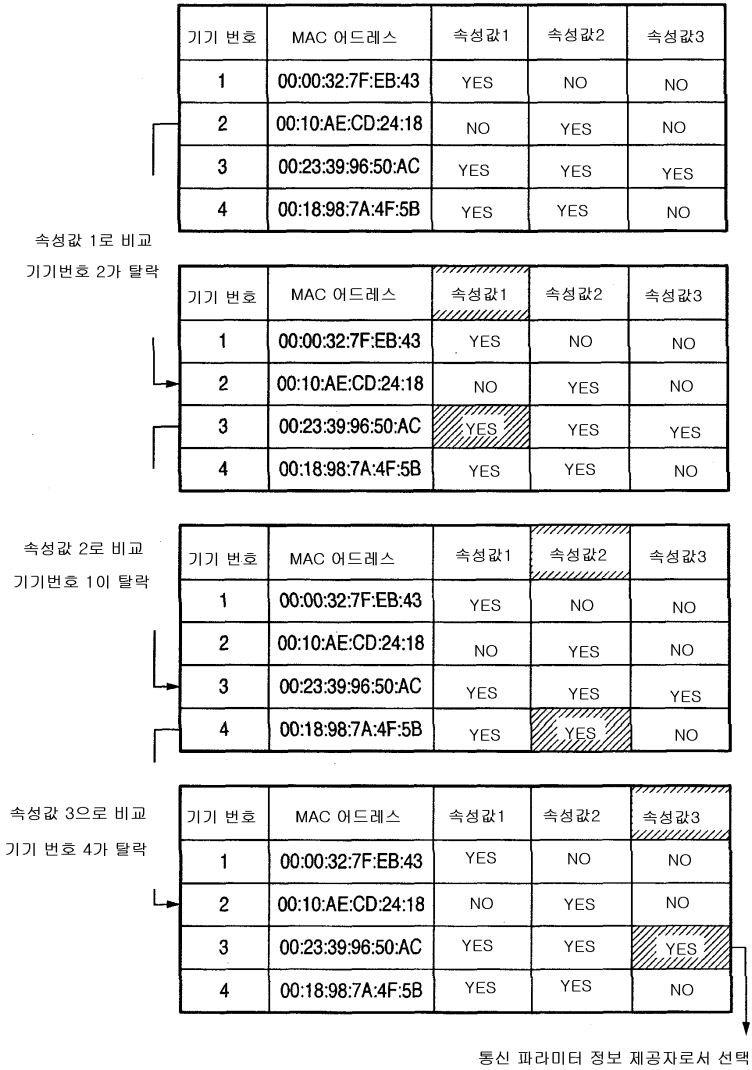 기기 번호 MAC 어드레스 속성값1 속성값2 속성값3
1 00:00:32:7F:EB:43 YES NO NO
2 00:10:AE:CD:24:18 NO YES NO
3 00:23:39:96:50:AC YES YES YES
4 00:18:98:7A:4F:5B YES YES NO
속성값 1로 비교
기기번호 2가 탈락
기기 번호 MAC 어드레스 속성값1 속성값2 속성값3
1 00:00:32:7F:EB:43 YES NO NO
2 00:10:AE:CD:24:18 NO YES NO
3 00:23:39:96:50:AC YES YES YES
4 00:18:98:7A:4F:5B YES YES NO
속성값 2로 비교
기기번호 1이 탈락
기기 번호 MAC 어드레스 속성값1 속성값2 속성값3
1 00:00:32:7F:EB:43 YES NO NO
2 00:10:AE:CD:24:18 NO YES NO
3 00:23:39:96:50:AC YES YES YES
4 00:18:98:7A:4F:5B YES YES NO
속성값 3으로 비교
기기 번호 4가 탈락
기기 번호 MAC 어드레스 속성값1 속성값2 속성값3
1 00:00:32:7F:EB:43 YES NO NO
2 00:10:AE:CD:24:18 NO YES NO
3 00:23:39:96:50:AC YES YES YES
4 00:18:98:7A:4F:5B YES YES NO
통신 파라미터 정보 제공자로서 선택